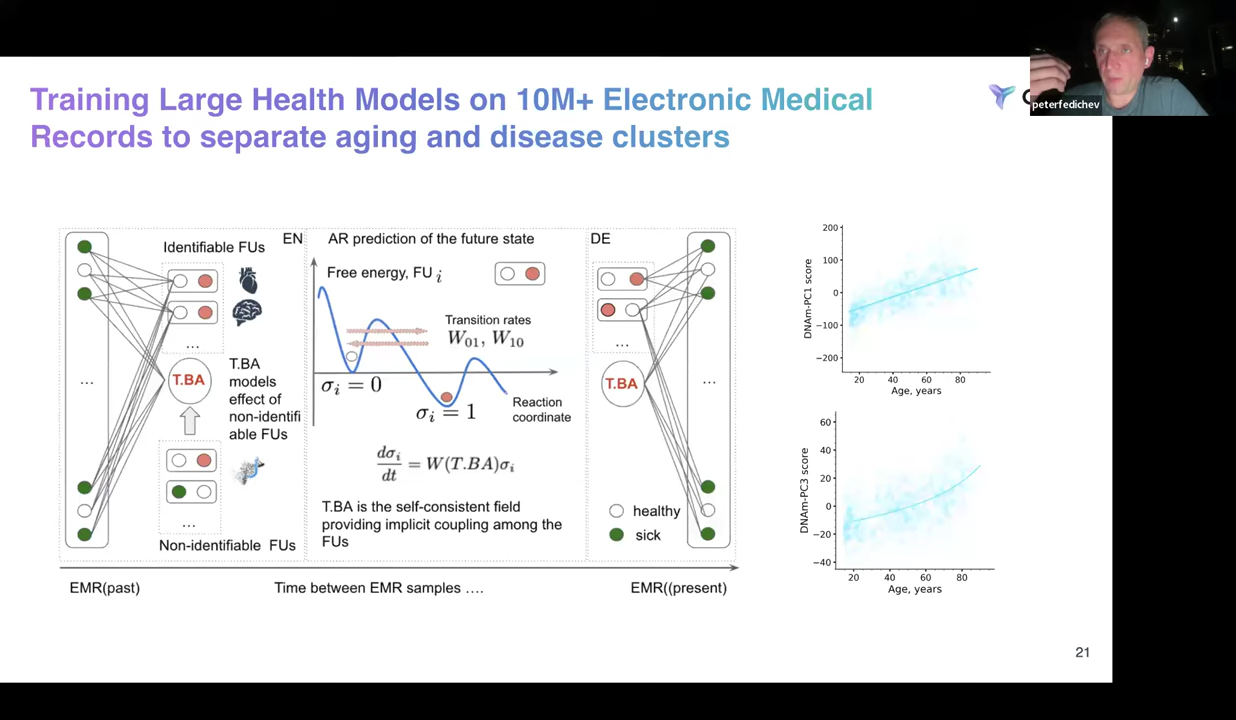 Training Large Health Models on 10M+ Electronic Medical
Records to separate aging and disease clusters
peterfedichev
Identifiable FUs
EN
...
...
T.BA
T.BA
models
effect of
non-identifi
able FUs
...
Non-identifiable FUs
AR prediction of the future state
Free energy, FU i
Transition rates
W₀₁, W₁₀
σᵢ = 0
σᵢ = 1
Reaction
coordinate
dσᵢ/dt = W(T.BA)σᵢ
T.BA is the self-consistent field
providing implicit coupling among the
FUs
DE
...
T.BA
...
healthy
sick
EMR(past)
Time between EMR samples ....
EMR((present)
DNAm-PC1 score
200
100
0
−100
−200
20 40 60 80
Age, years
DNAm-PC3 score
60
40
20
0
−20
−40
20 40 60 80
Age, years
21